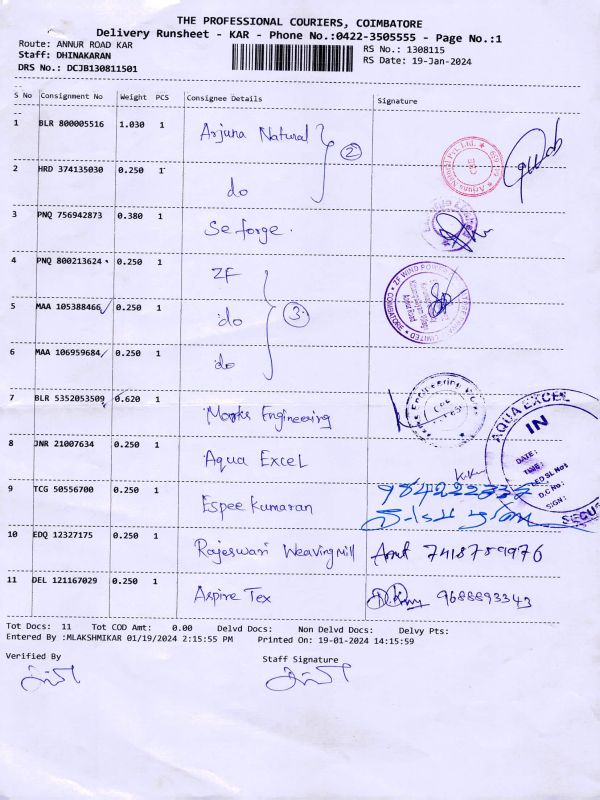 THE PROFESSIONAL COURIERS, COIMBATORE
Delivery Runsheet - KAR - Phone No.:0422-3505555 - Page No.:1
Route: ANNUR ROAD KAR
RS No.: 1308115
Staff: DHINAKARAN
RS Date: 19-Jan-2024
DRS No.: DCJB130811501
S No Consignment No Weight PCS Consignee Details Signature
1 BLR 800005516 1.030 1 Arjuna Natural
2
2 HRD 374135030 0.250 1 do
3 PNQ 756942873 0.380 1 Se forge.
4 PNQ 800213624 0.250 1 ZF
5 MAA 105388466 0.250 1 do 3
6 MAA 106959684 0.250 1 do
7 BLR 5352053509 0.620 1 Marks Engineering
8 JNR 21007634 0.250 1 Aqua Excel
AQUA EXCEL
IN
DATE:
TIME:
D.C No:
SIGN:
9 TCG 50556700 0.250 1 Espee Kumaran
10 EDQ 12327175 0.250 1 Rajeswari Weaving Mill 7418759976
11 DEL 121167029 0.250 1 Aspire Tex 9688893343
Tot Docs: 11 Tot COD Amt: 0.00 Delvd Docs: Non Delvd Docs: Delvy Pts:
Entered By :MLAKSHMIKAR 01/19/2024 2:15:55 PM Printed On: 19-01-2024 14:15:59
Verified By Staff Signature